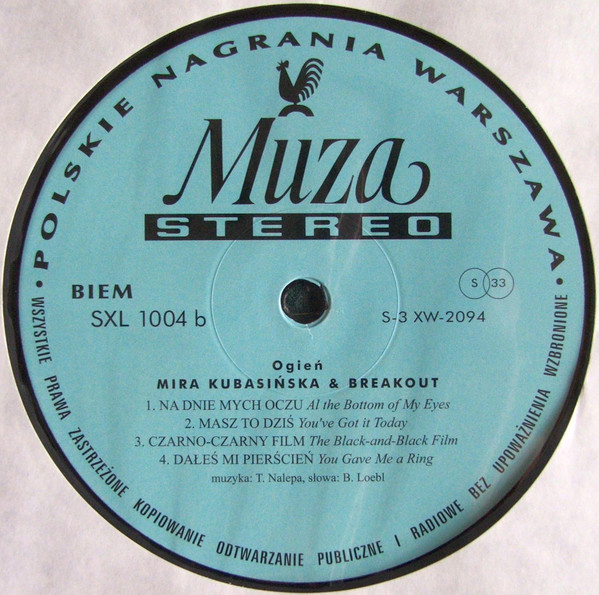 • POLSKIE NAGRANIA WARSZAWA •
Muza
STEREO
BIEM
SXL 1004 b
S 33
S-3 XW-2094
Ogień
MIRA KUBASIŃSKA & BREAKOUT
1. NA DNIE MYCH OCZU Al the Bottom of My Eyes
2. MASZ TO DZIŚ You've Got it Today
3. CZARNO-CZARNY FILM The Black-and-Black Film
4. DAŁEŚ MI PIERŚCIEŃ You Gave Me a Ring
muzyka: T. Nalepa, słowa: B. Loebl
WSZYSTKIE PRAWA ZASTRZEŻONE KOPIOWANIE ODTWARZANIE PUBLICZNE I RADIOWE BEZ UPOWAŻNIENIA WZBRONIONE